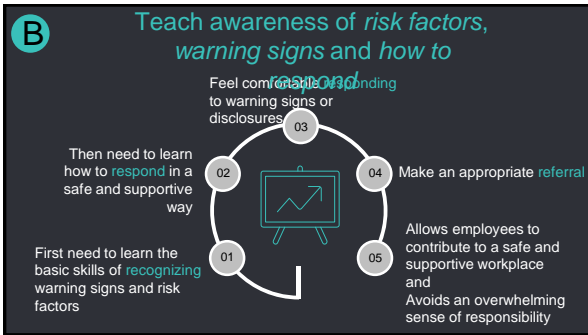 B
Teach awareness of risk factors,
warning signs and how to
respond
Feel comfortable responding
to warning signs or
disclosures
03
Then need to learn
how to respond in a
safe and supportive
way
02
04
Make an appropriate referral
First need to learn the
basic skills of recognizing
warning signs and risk
factors
01
05
Allows employees to
contribute to a safe and
supportive workplace
and
Avoids an overwhelming
sense of responsibility